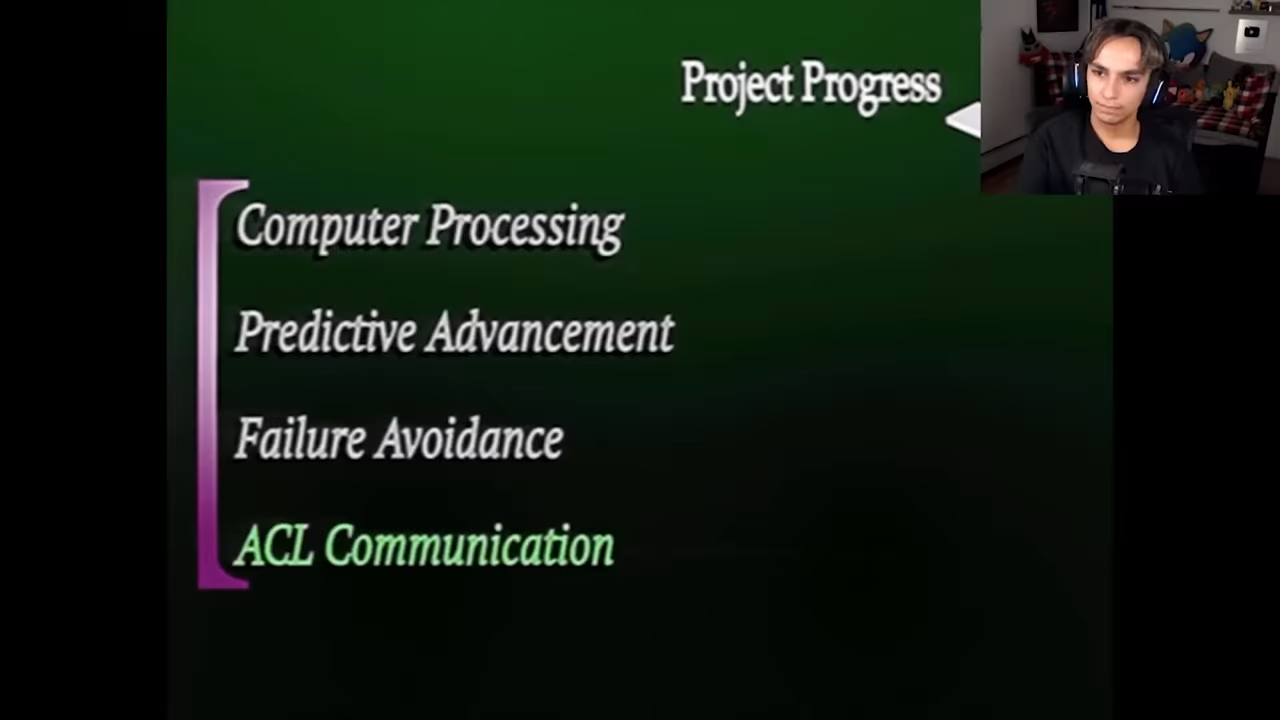 Project Progress
Computer Processing
Predictive Advancement
Failure Avoidance
ACL Communication